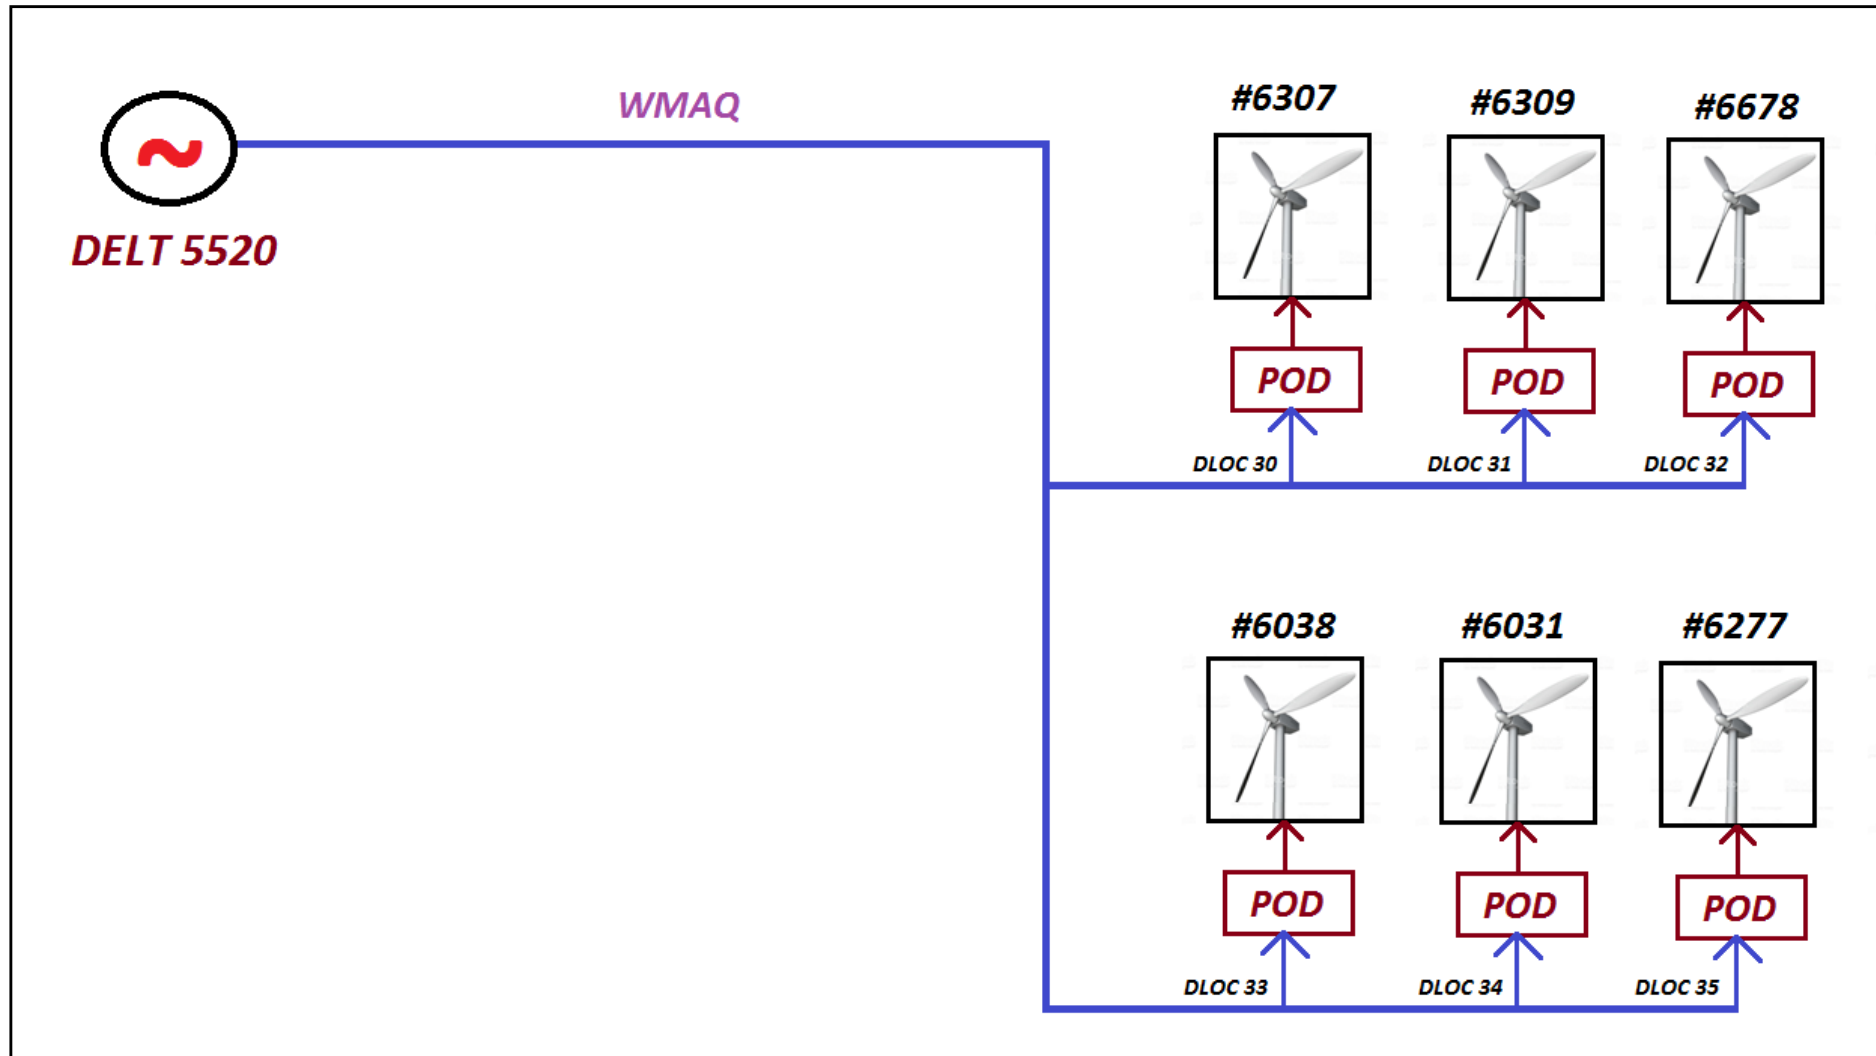 WMAQ
#6307 #6309 #6678
~
DELT 5520
POD POD POD
DLOC 30 DLOC 31 DLOC 32
#6038 #6031 #6277
POD POD POD
DLOC 33 DLOC 34 DLOC 35